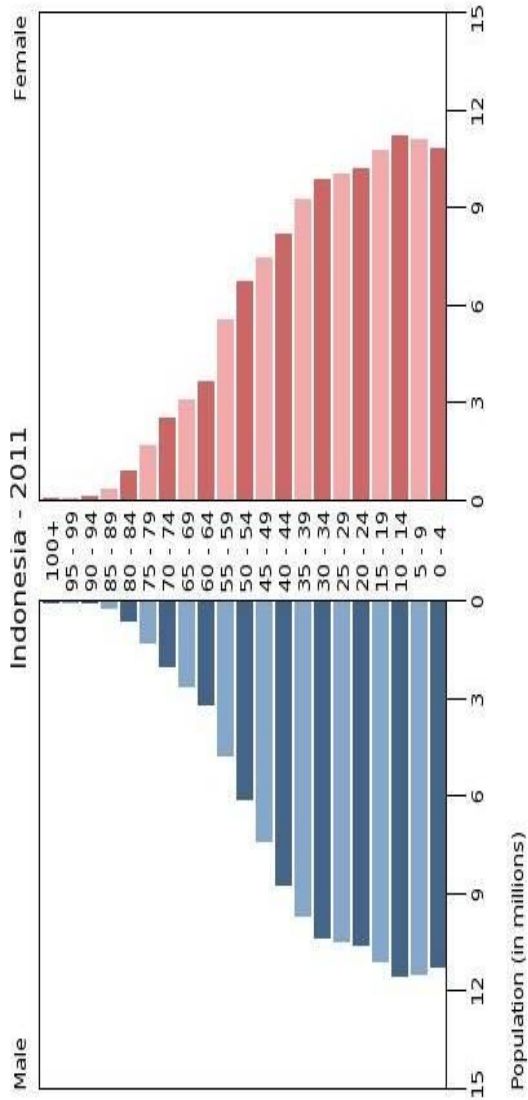 Male Indonesia - 2011 Female
100+
95 - 99
90 - 94
85 - 89
80 - 84
75 - 79
70 - 74
65 - 69
60 - 64
55 - 59
50 - 54
45 - 49
40 - 44
35 - 39
30 - 34
25 - 29
20 - 24
15 - 19
10 - 14
5 - 9
0 - 4
15 12 9 6 3 0 0 3 6 9 12 15
Population (in millions)